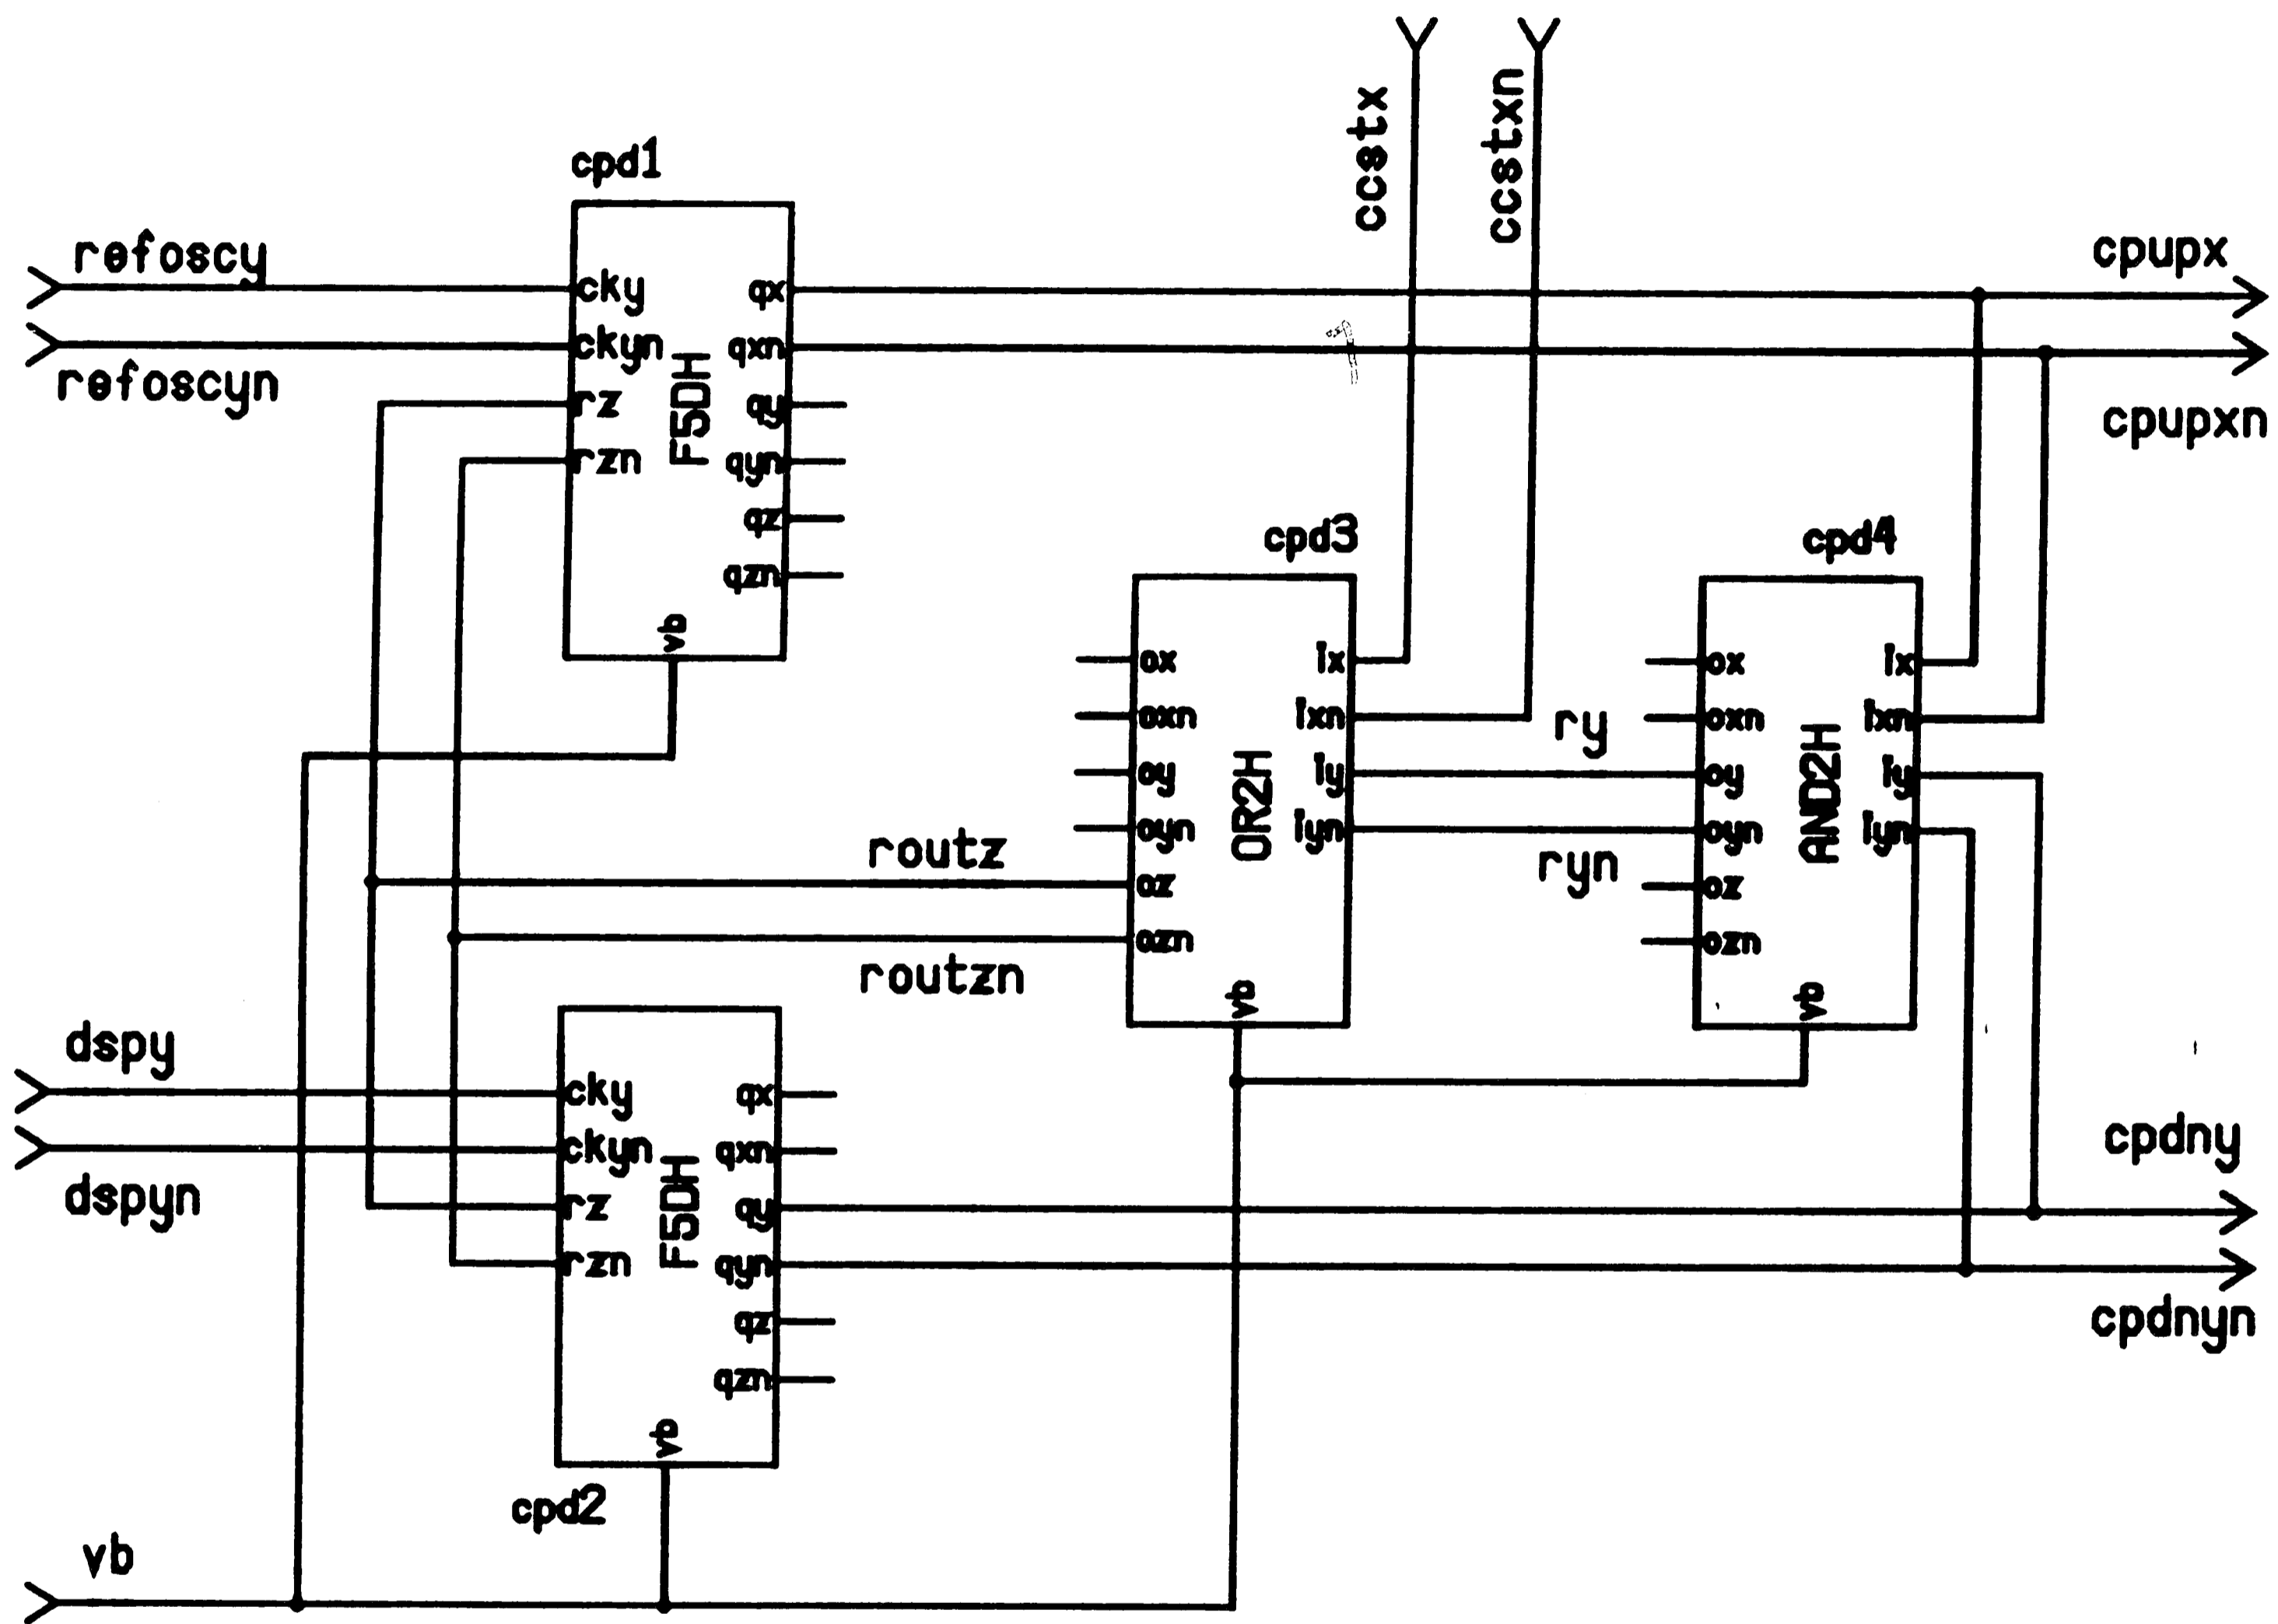 ccstx
ccstxn
cpd1
refoscy
refoscyn
cky
ckyn
rz
rzn
F5DH
qx
qxn
qy
qyn
qz
qzn
vb
cpupx
cpupxn
cpd3
ox
oxn
oy
oyn
oz
ozn
OR2H
ix
ixn
iy
iyn
vb
ry
ryn
cpd4
ox
oxn
oy
oyn
oz
ozn
AND2H
ix
ixn
iy
iyn
vb
routz
routzn
dspy
dspyn
cky
ckyn
rz
rzn
F5DH
qx
qxn
qy
qyn
qz
qzn
vb
cpd2
cpdny
cpdnyn
vb